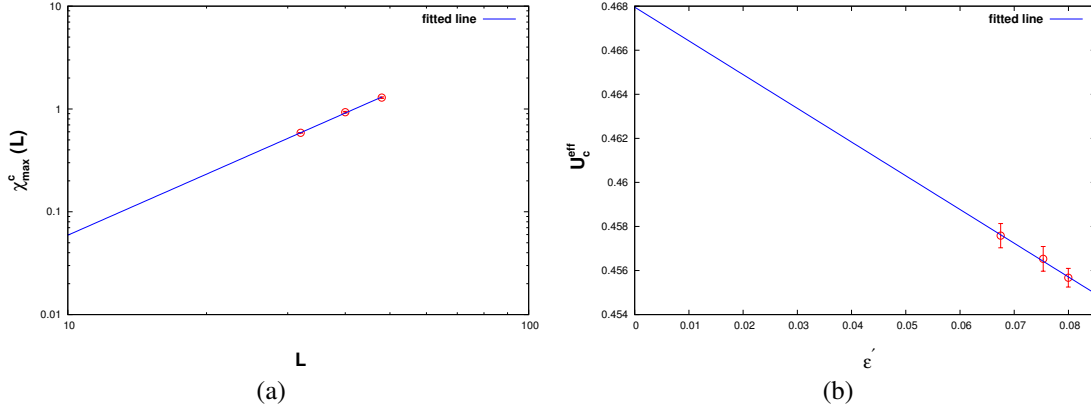 10
1
0.1
0.01
10
100
χ^c_max (L)
L
fitted line
(a)
0.468
0.466
0.464
0.462
0.46
0.458
0.456
0.454
0 0.01 0.02 0.03 0.04 0.05 0.06 0.07 0.08
U_c^eff
ε′
fitted line
(b)